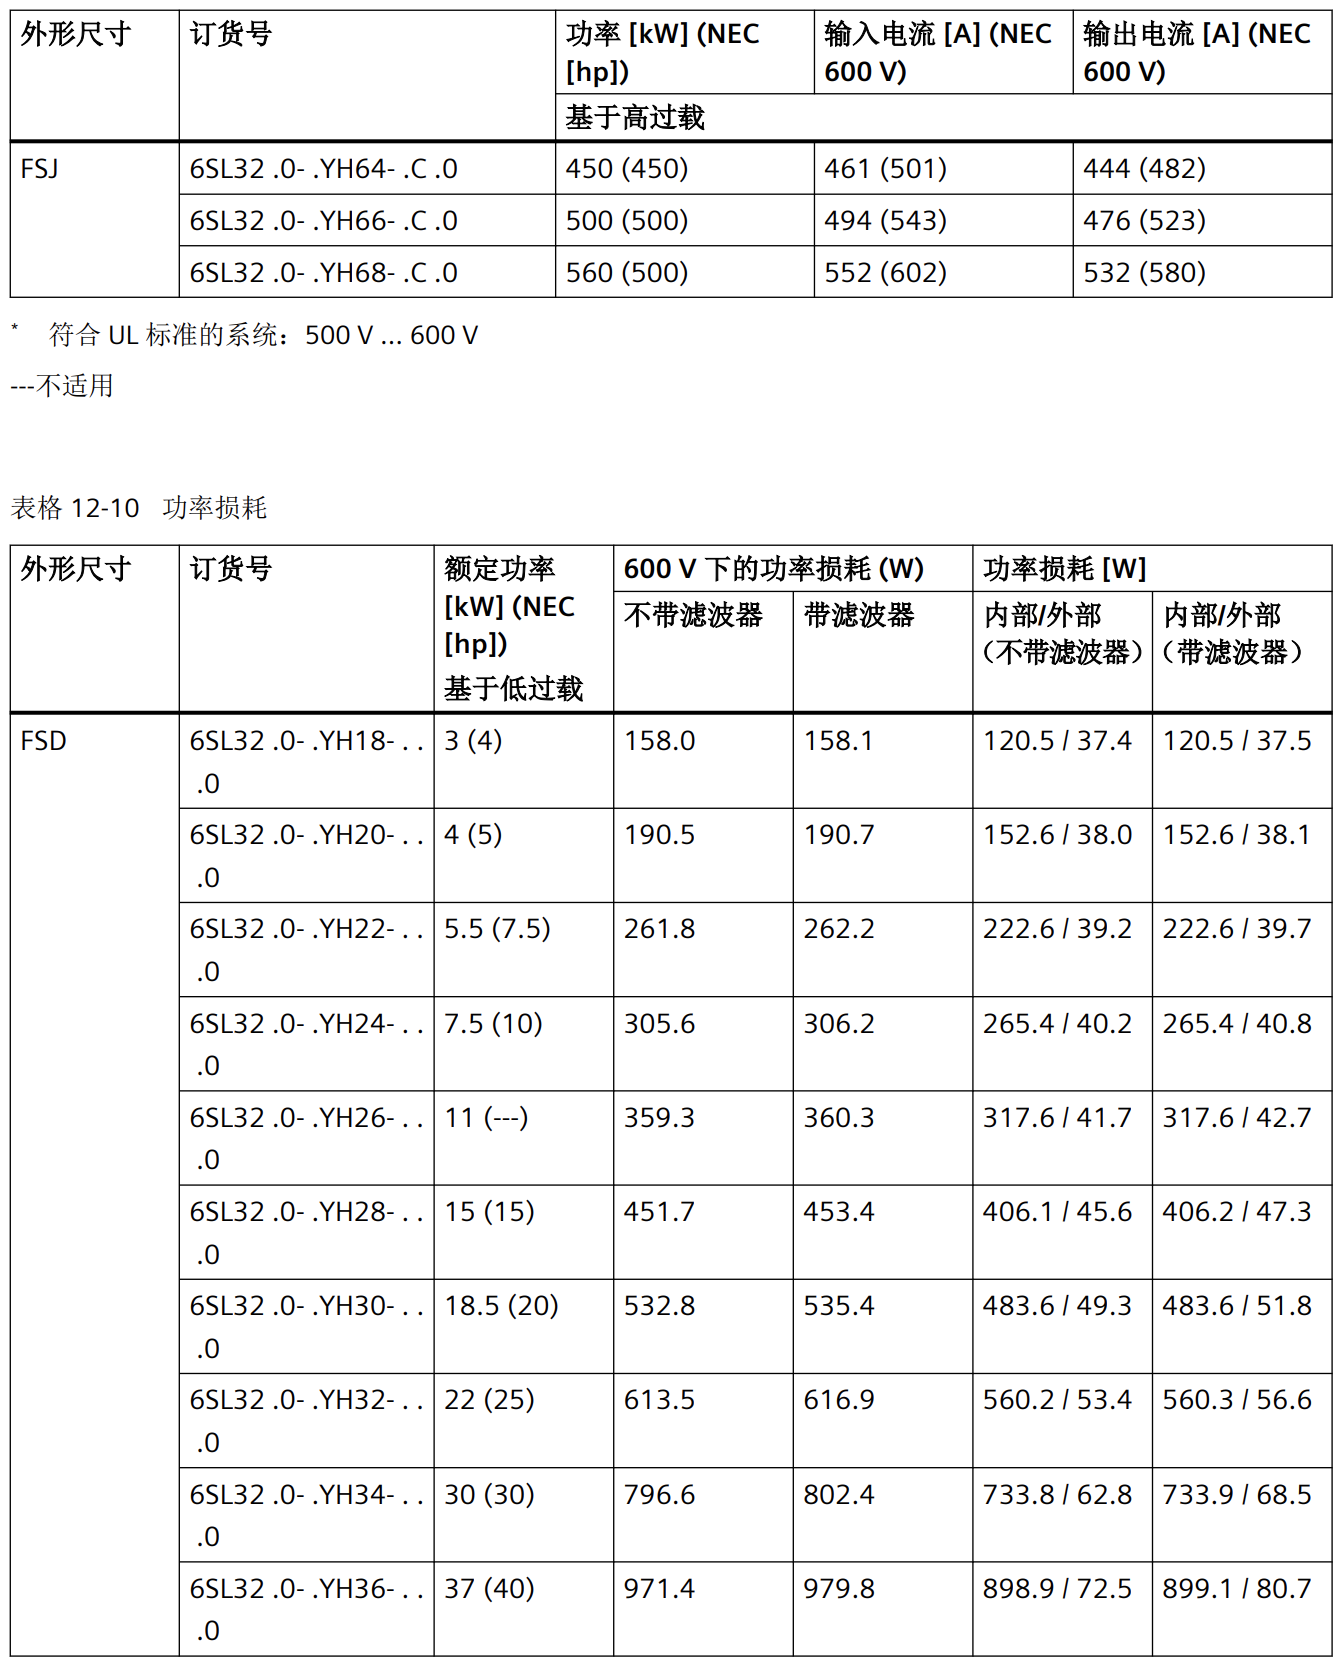 外形尺寸 订货号 功率 [kW] (NEC [hp]) 输入电流 [A] (NEC 600 V) 输出电流 [A] (NEC 600 V)
基于高过载
FSJ 6SL32 .0- .YH64- .C .0 450 (450) 461 (501) 444 (482)
6SL32 .0- .YH66- .C .0 500 (500) 494 (543) 476 (523)
6SL32 .0- .YH68- .C .0 560 (500) 552 (602) 532 (580)
* 符合 UL 标准的系统：500 V ... 600 V
---不适用
表格 12-10 功率损耗
外形尺寸 订货号 额定功率 [kW] (NEC [hp]) 基于低过载 600 V 下的功率损耗 (W) 功率损耗 [W]
不带滤波器 带滤波器 内部/外部（不带滤波器） 内部/外部（带滤波器）
FSD 6SL32 .0- .YH18- . . .0 3 (4) 158.0 158.1 120.5 / 37.4 120.5 / 37.5
6SL32 .0- .YH20- . . .0 4 (5) 190.5 190.7 152.6 / 38.0 152.6 / 38.1
6SL32 .0- .YH22- . . .0 5.5 (7.5) 261.8 262.2 222.6 / 39.2 222.6 / 39.7
6SL32 .0- .YH24- . . .0 7.5 (10) 305.6 306.2 265.4 / 40.2 265.4 / 40.8
6SL32 .0- .YH26- . . .0 11 (---) 359.3 360.3 317.6 / 41.7 317.6 / 42.7
6SL32 .0- .YH28- . . .0 15 (15) 451.7 453.4 406.1 / 45.6 406.2 / 47.3
6SL32 .0- .YH30- . . .0 18.5 (20) 532.8 535.4 483.6 / 49.3 483.6 / 51.8
6SL32 .0- .YH32- . . .0 22 (25) 613.5 616.9 560.2 / 53.4 560.3 / 56.6
6SL32 .0- .YH34- . . .0 30 (30) 796.6 802.4 733.8 / 62.8 733.9 / 68.5
6SL32 .0- .YH36- . . .0 37 (40) 971.4 979.8 898.9 / 72.5 899.1 / 80.7